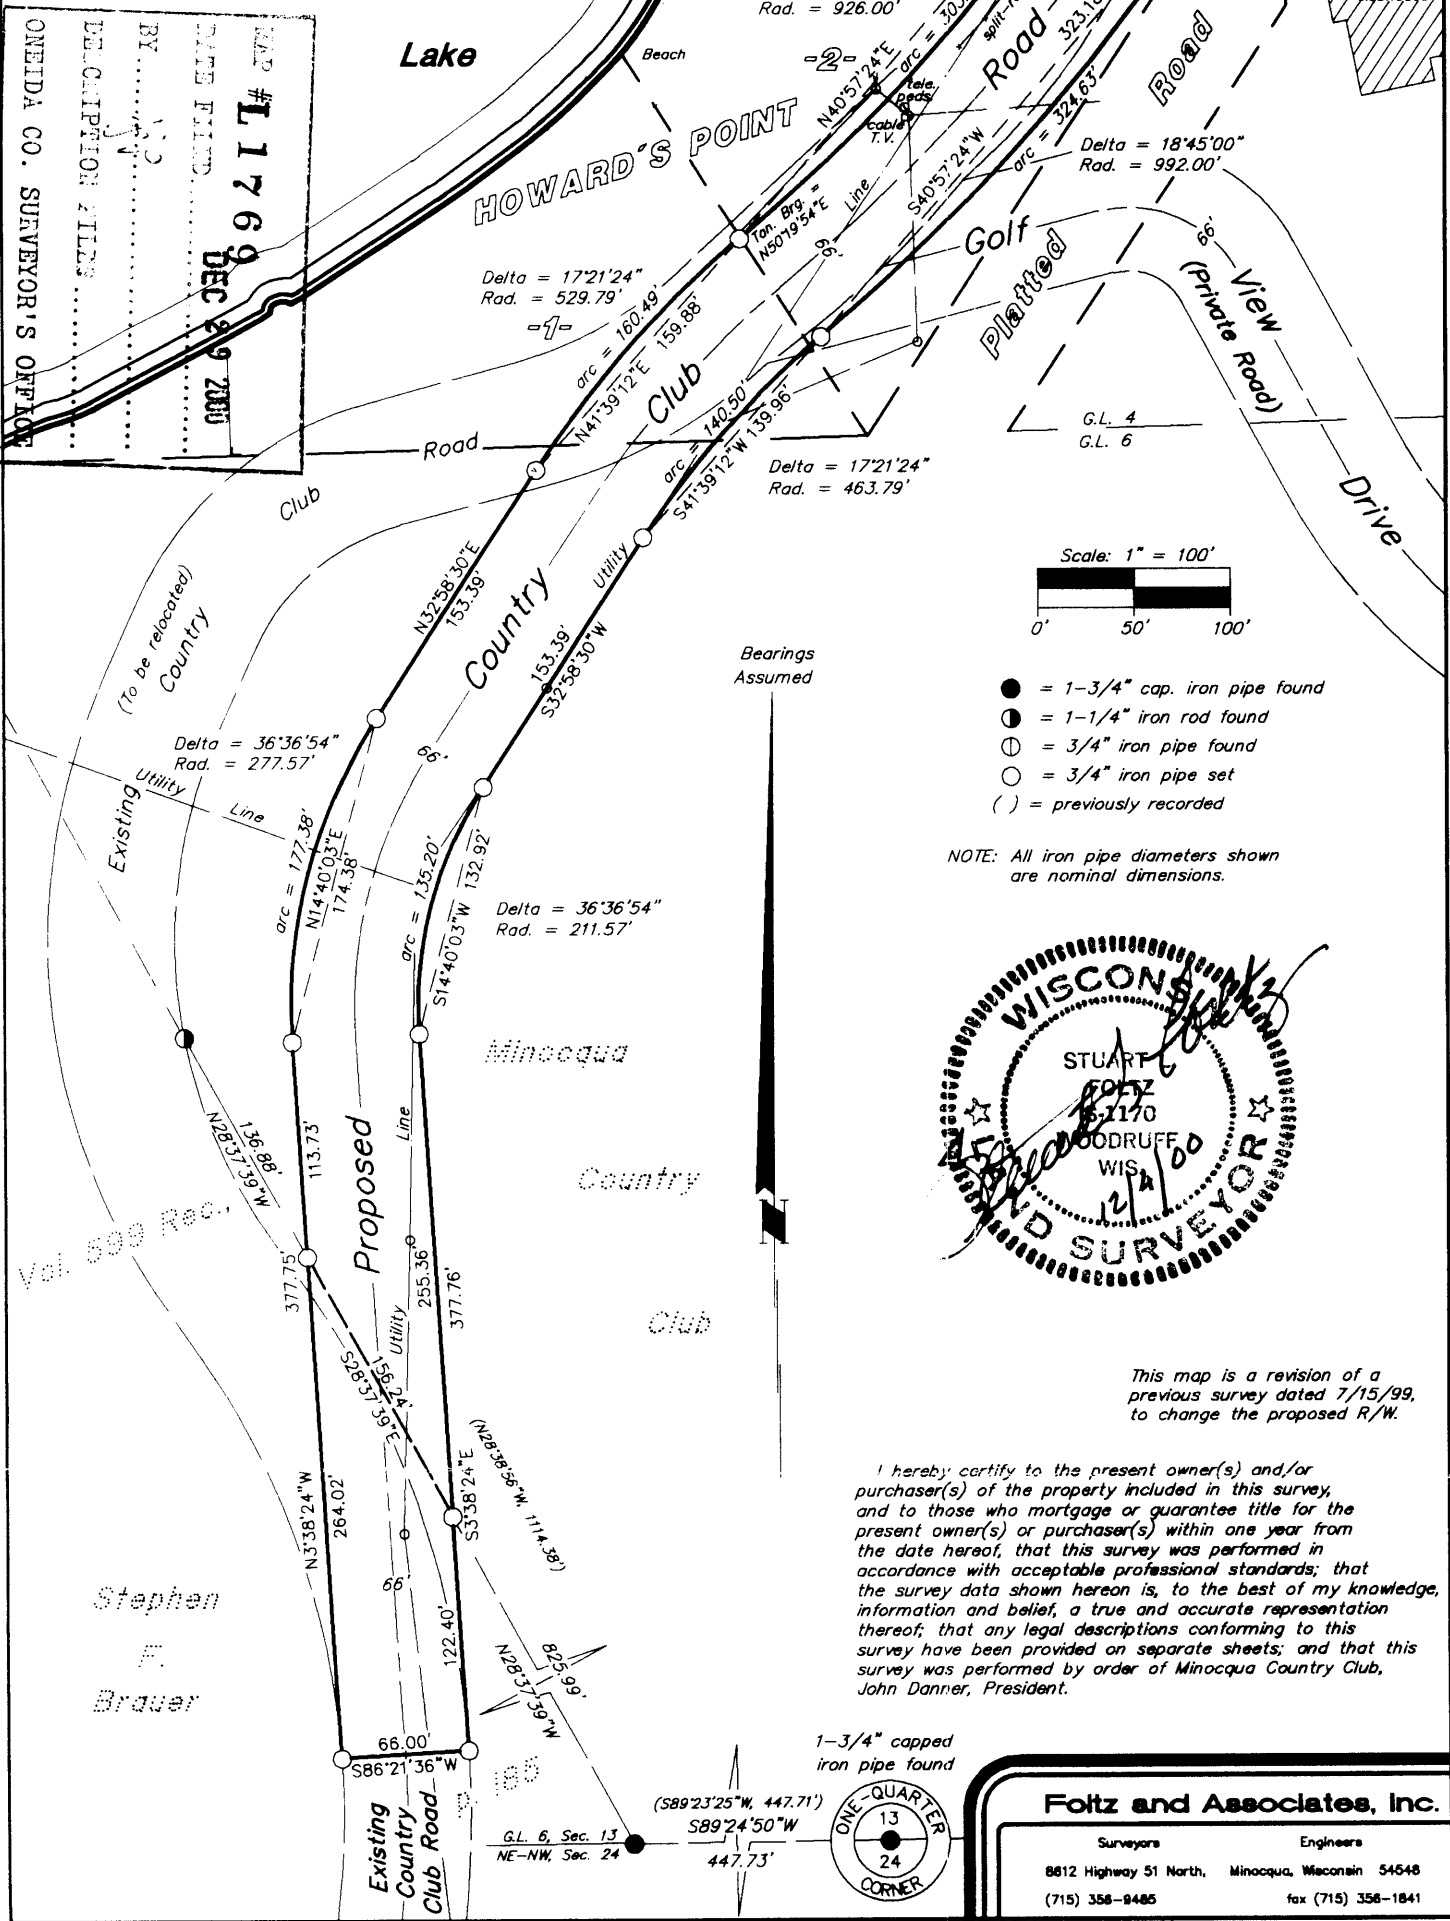 MAP # L1769
DATE FILED
DEC 29 2000
BY
ONEIDA CO. SURVEYOR'S OFFICE
Lake
Beach
Rad. = 926.00'
-2-
HOWARD'S POINT
N40°57'24"E
tele.
peds.
cable
T.V.
Road
323.18
Road
arc = 324.63'
Delta = 18°45'00"
Rad. = 992.00'
S40°57'24"W
Line
Tan. Brg. =
N50°19'54"E
66'
Golf
Platted
66'
View
(Private Road)
Drive
Delta = 17°21'24"
Rad. = 529.79'
-1-
arc = 160.49'
N41°39'12"E 159.88'
Club
arc = 140.50'
S41°39'12"W 139.96'
G.L. 4
G.L. 6
Road
Club
Delta = 17°21'24"
Rad. = 463.79'
Scale: 1" = 100'
0' 50' 100'
N32°58'30"E
153.39'
Country
Utility
153.39'
S32°58'30"W
(To be relocated)
Country
Bearings
Assumed
= 1-3/4" cap. iron pipe found
= 1-1/4" iron rod found
= 3/4" iron pipe found
= 3/4" iron pipe set
( ) = previously recorded
Delta = 36°36'54"
Rad. = 277.57'
66'
Utility
Line
Existing
NOTE: All iron pipe diameters shown
are nominal dimensions.
arc = 177.38'
N14°40'03"E
174.38'
arc = 135.20'
S14°40'03"W 132.92'
Delta = 36°36'54"
Rad. = 211.57'
N
WISCONSIN
STUART L.
FOLTZ
S-1170
WOODRUFF
WIS.
LAND SURVEYOR
12/4/00
Minocqua
Country
Club
136.88'
N28°37'39"W
113.73'
Proposed
Line
Vol. 599 Rec.,
377.75'
255.36'
377.76'
Utility
156.24'
S28°37'39"E
This map is a revision of a
previous survey dated 7/15/99,
to change the proposed R/W.
N3°38'24"W
264.02'
S3°38'24"E
(N28°38'56"W, 1114.38')
66'
122.40'
I hereby certify to the present owner(s) and/or
purchaser(s) of the property included in this survey,
and to those who mortgage or guarantee title for the
present owner(s) or purchaser(s) within one year from
the date hereof, that this survey was performed in
accordance with acceptable professional standards; that
the survey data shown hereon is, to the best of my knowledge,
information and belief, a true and accurate representation
thereof; that any legal descriptions conforming to this
survey have been provided on separate sheets; and that this
survey was performed by order of Minocqua Country Club,
John Danner, President.
Stephen
F.
Brauer
825.99'
N28°37'39"W
66.00'
S86°21'36"W
P. 185
Existing
Country
Club Road
1-3/4" capped
iron pipe found
(S89°23'25"W, 447.71')
S89°24'50"W
447.73'
G.L. 6, Sec. 13
NE-NW, Sec. 24
ONE-QUARTER
13
24
CORNER
Foltz and Associates, Inc.
Surveyors Engineers
8612 Highway 51 North, Minocqua, Wisconsin 54548
(715) 356-9485 fax (715) 356-1841